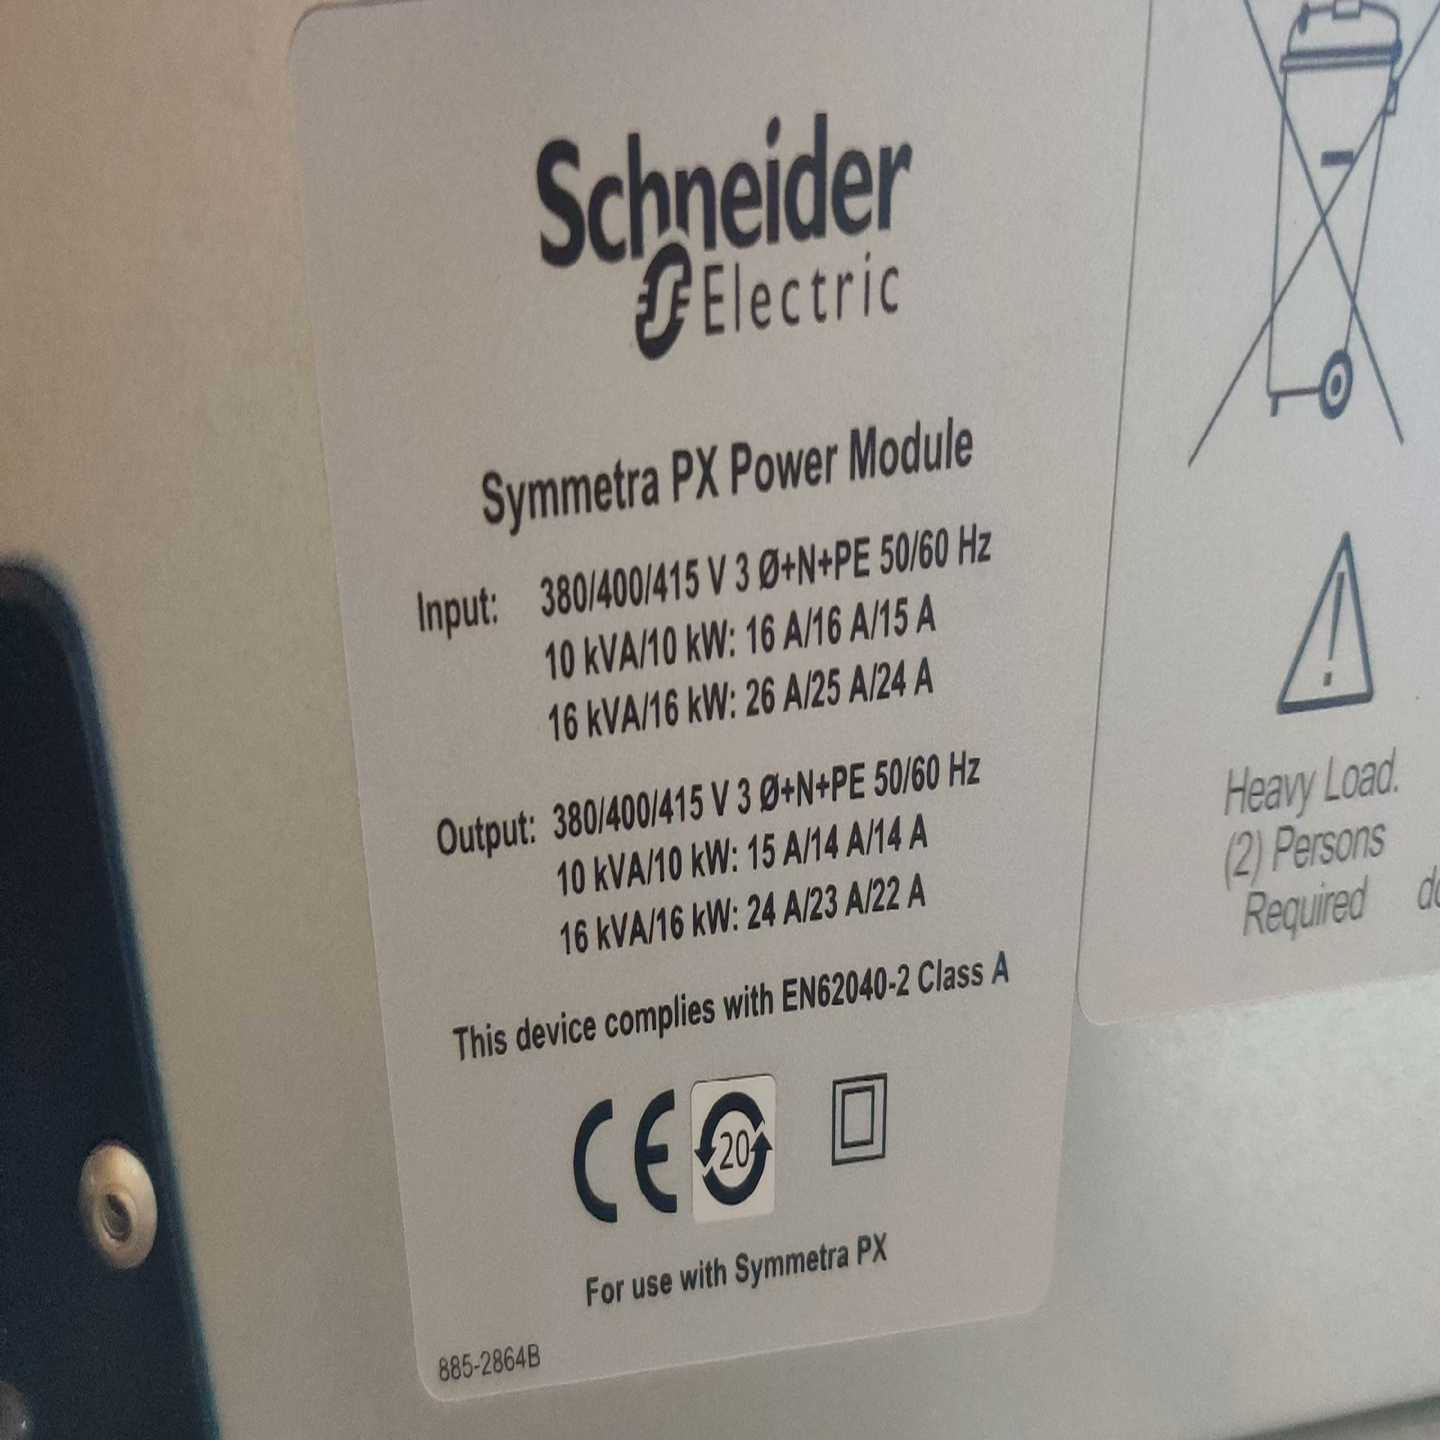 Schneider
Electric
Symmetra PX Power Module
Input: 380/400/415 V 3 Ø+N+PE 50/60 Hz
10 kVA/10 kW: 16 A/16 A/15 A
16 kVA/16 kW: 26 A/25 A/24 A
Output: 380/400/415 V 3 Ø+N+PE 50/60 Hz
10 kVA/10 kW: 15 A/14 A/14 A
16 kVA/16 kW: 24 A/23 A/22 A
This device complies with EN62040-2 Class A
CE 20
For use with Symmetra PX
885-2864B
Heavy Load.
(2) Persons
Required